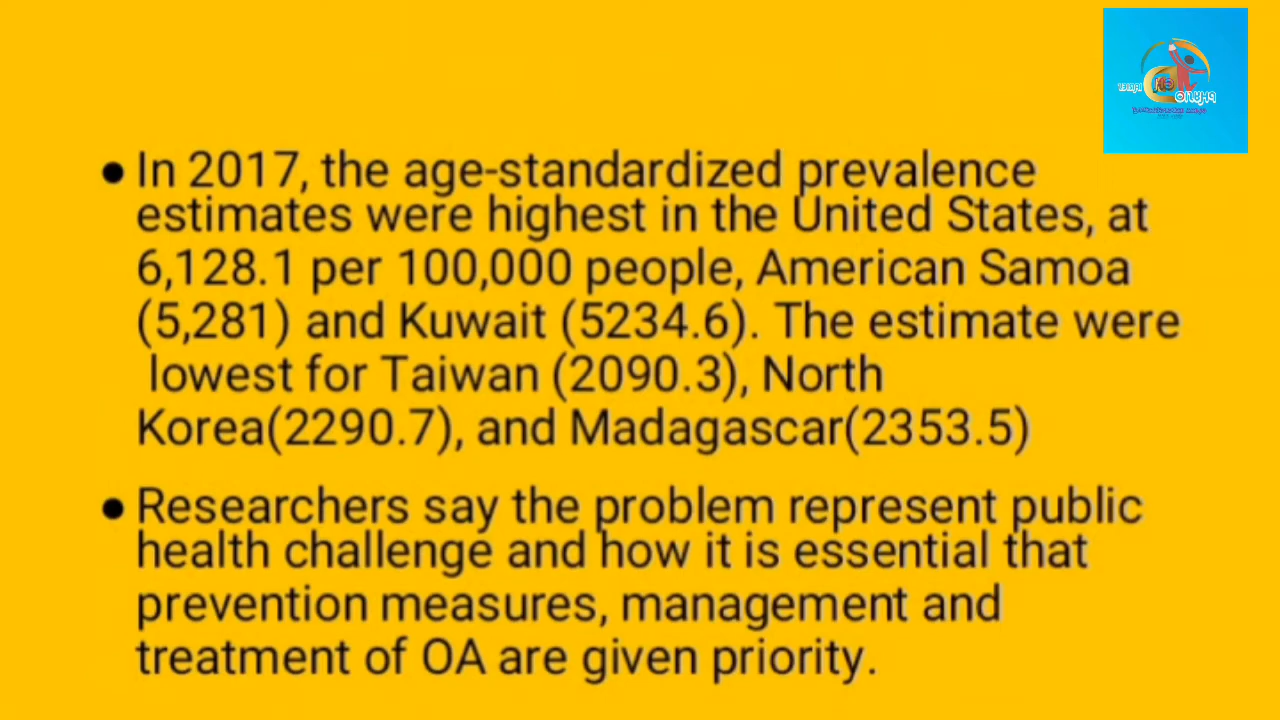 ● In 2017, the age-standardized prevalence
estimates were highest in the United States, at
6,128.1 per 100,000 people, American Samoa
(5,281) and Kuwait (5234.6). The estimate were
lowest for Taiwan (2090.3), North
Korea(2290.7), and Madagascar(2353.5)
● Researchers say the problem represent public
health challenge and how it is essential that
prevention measures, management and
treatment of OA are given priority.